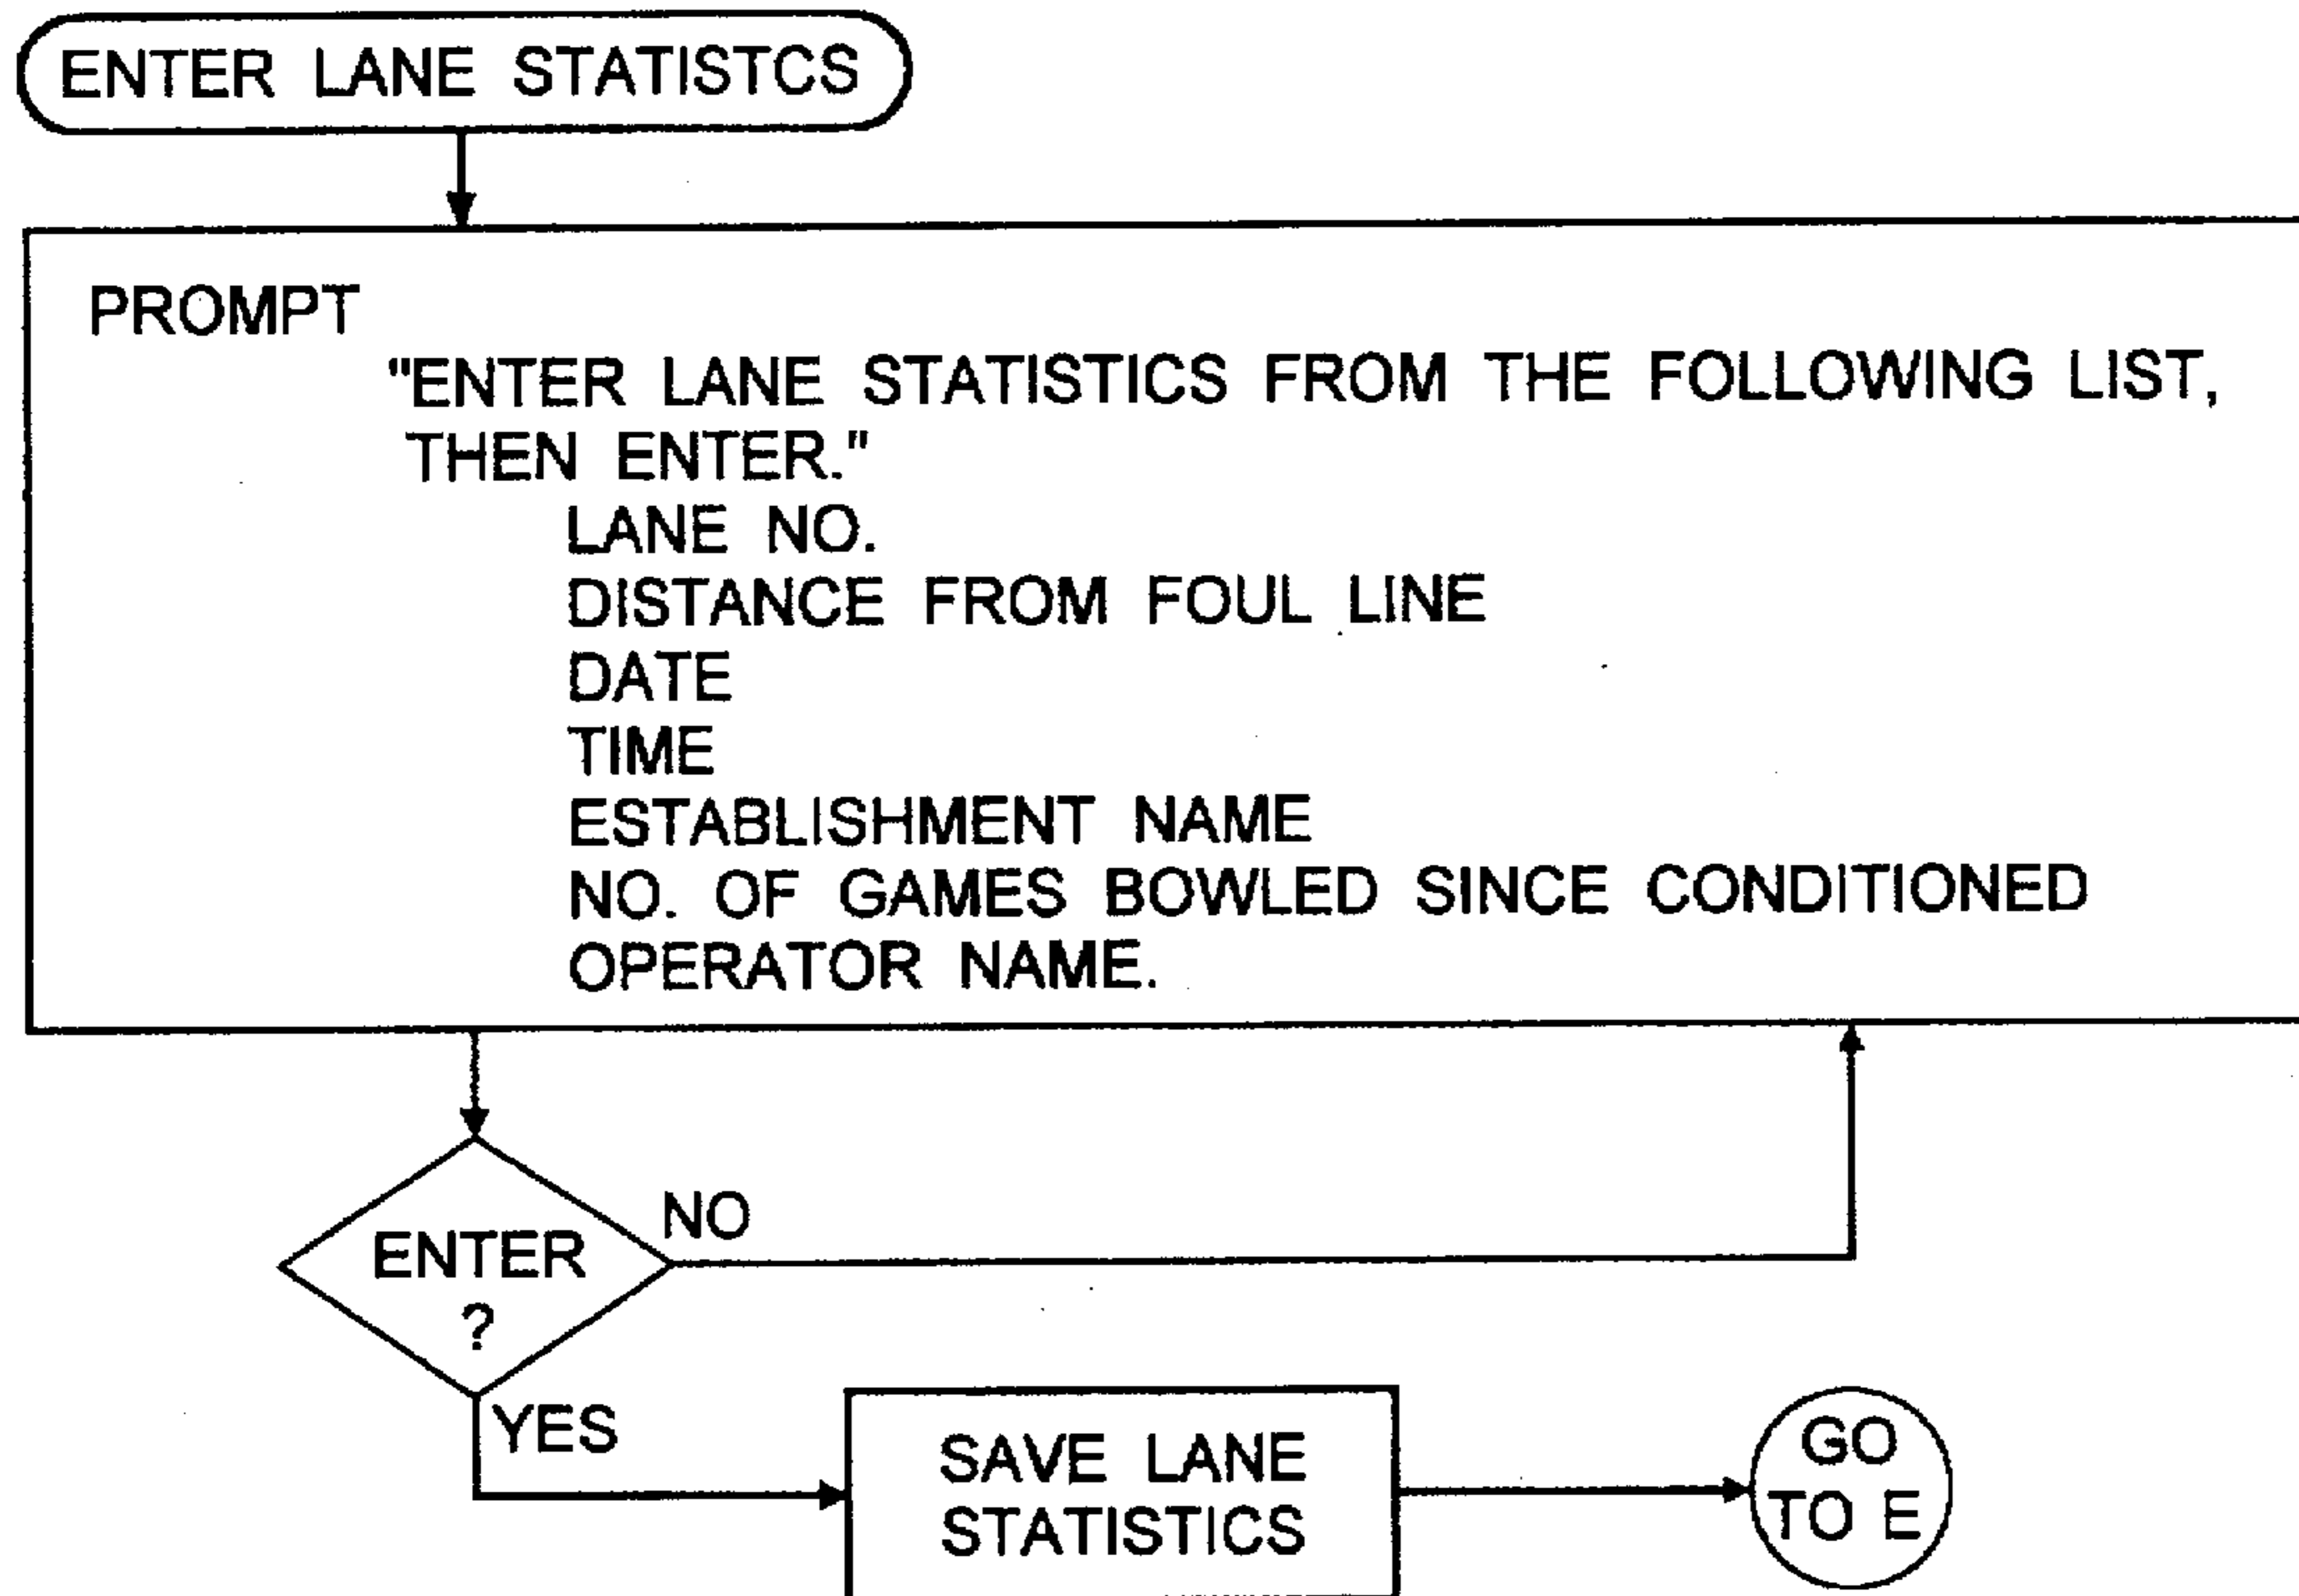 ENTER LANE STATISTCS
PROMPT
"ENTER LANE STATISTICS FROM THE FOLLOWING LIST,
THEN ENTER."
LANE NO.
DISTANCE FROM FOUL LINE
DATE
TIME
ESTABLISHMENT NAME
NO. OF GAMES BOWLED SINCE CONDITIONED
OPERATOR NAME.
ENTER
?
NO
YES
SAVE LANE
STATISTICS
GO
TO E